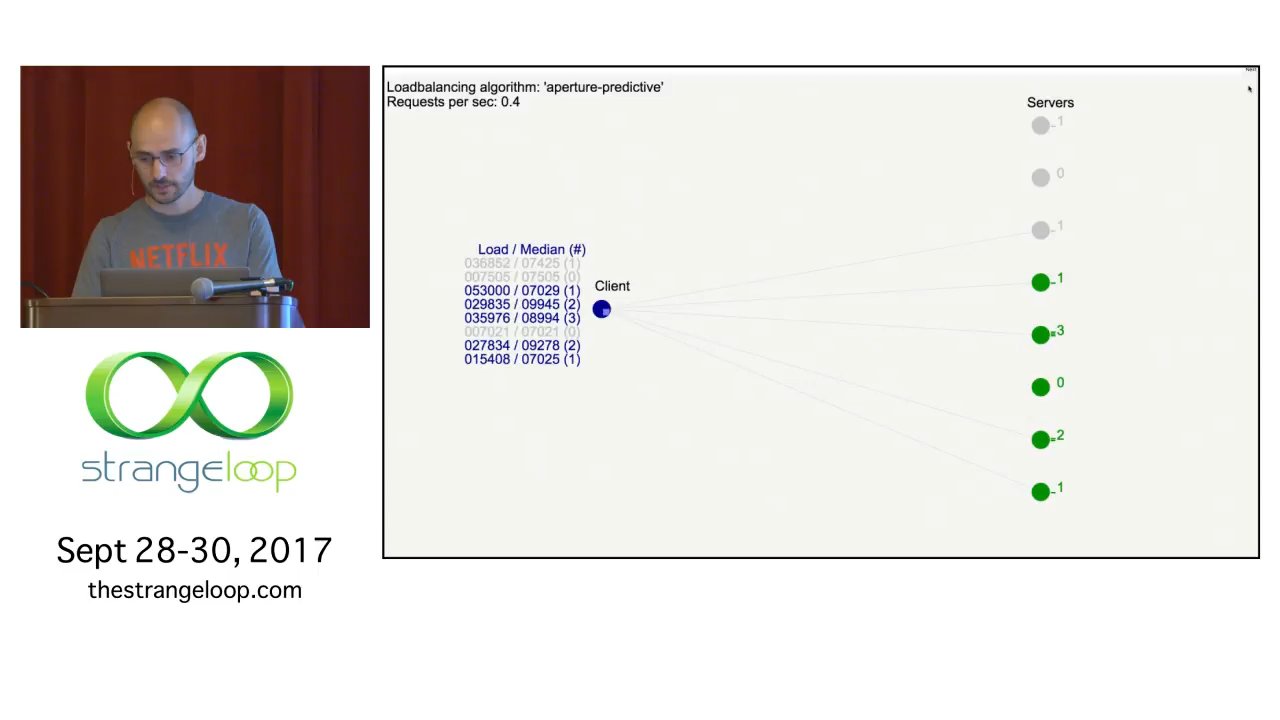 NETFLIX
strangeloop
Sept 28-30, 2017
thestrangeloop.com
Loadbalancing algorithm: 'aperture-predictive'
Requests per sec: 0.4
Next
Load / Median (#)
036852 / 07425 (1)
007505 / 07505 (0)
053000 / 07029 (1)
029835 / 09945 (2)
035976 / 08994 (3)
007021 / 07021 (0)
027834 / 09278 (2)
015408 / 07025 (1)
Client
Servers
1
0
1
1
3
0
2
1